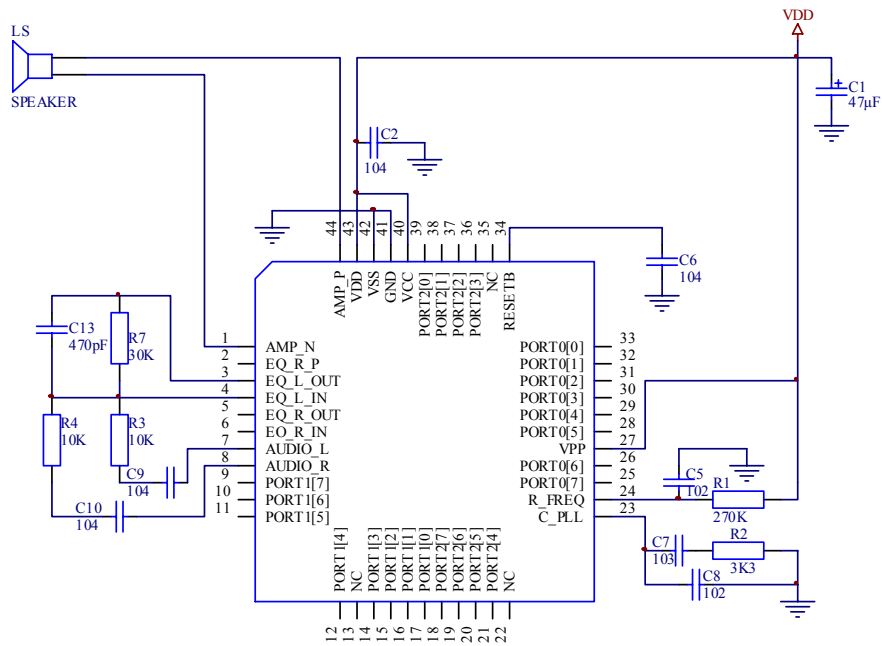 VDD
LS
SPEAKER
C1
47µF
C2
104
44
43
42
41
40
39
38
37
36
35
34
AMP_P
VDD
VSS
GND
VCC
PORT2[0]
PORT2[1]
PORT2[2]
PORT2[3]
NC
RESETB
C6
104
C13
470pF
R7
30K
R4
10K
R3
10K
C9
104
C10
104
1
2
3
4
5
6
7
8
9
10
11
AMP_N
EQ_R_P
EQ_L_OUT
EQ_L_IN
EQ_R_OUT
EO_R_IN
AUDIO_L
AUDIO_R
PORT1[7]
PORT1[6]
PORT1[5]
PORT0[0]
PORT0[1]
PORT0[2]
PORT0[3]
PORT0[4]
PORT0[5]
VPP
PORT0[6]
PORT0[7]
R_FREQ
C_PLL
33
32
31
30
29
28
27
26
25
24
23
C5
102
R1
270K
C7
103
R2
3K3
C8
102
PORT1[4]
NC
PORT1[3]
PORT1[2]
PORT1[1]
PORT1[0]
PORT2[7]
PORT2[6]
PORT2[5]
PORT2[4]
NC
12
13
14
15
16
17
18
19
20
21
22